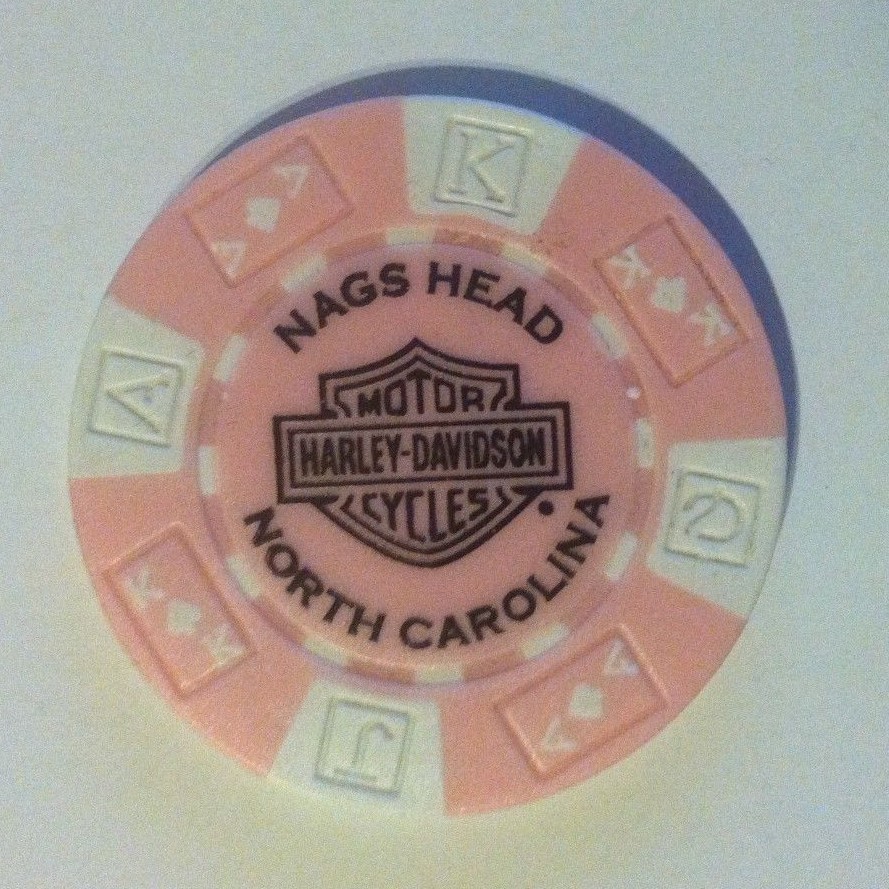 NAGS HEAD
MOTOR
HARLEY-DAVIDSON
CYCLES
NORTH CAROLINA
K
K K
Q
A A
J
K K
A
A A